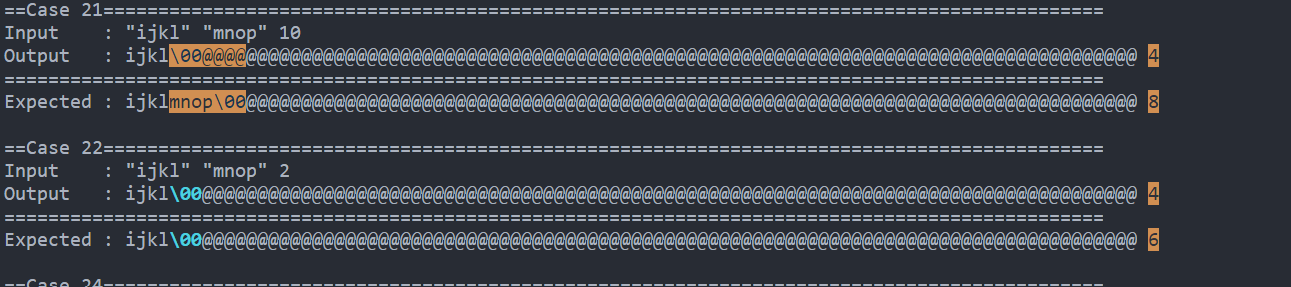 ==Case 21===========================================================================================
Input    : "ijkl" "mnop" 10
Output   : ijkl\00@@@@@@@@@@@@@@@@@@@@@@@@@@@@@@@@@@@@@@@@@@@@@@@@@@@@@@@@@@@@@@@@@@@@@@@@@@@@@@@@@@@@@ 4
====================================================================================================
Expected : ijklmnop\00@@@@@@@@@@@@@@@@@@@@@@@@@@@@@@@@@@@@@@@@@@@@@@@@@@@@@@@@@@@@@@@@@@@@@@@@@@@@@@@@@ 8
==Case 22===========================================================================================
Input    : "ijkl" "mnop" 2
Output   : ijkl\00@@@@@@@@@@@@@@@@@@@@@@@@@@@@@@@@@@@@@@@@@@@@@@@@@@@@@@@@@@@@@@@@@@@@@@@@@@@@@@@@@@@@@ 4
====================================================================================================
Expected : ijkl\00@@@@@@@@@@@@@@@@@@@@@@@@@@@@@@@@@@@@@@@@@@@@@@@@@@@@@@@@@@@@@@@@@@@@@@@@@@@@@@@@@@@@@ 6
==Case 24===========================================================================================